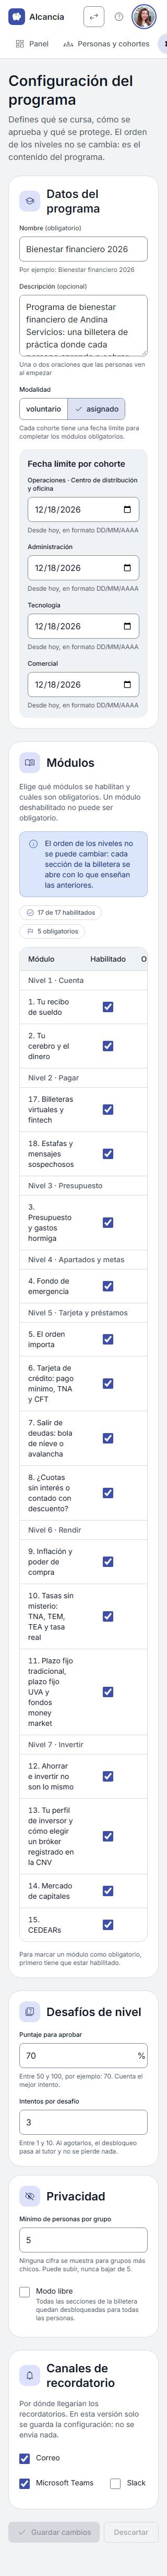 Alcancía
Panel
Personas y cohortes
Configuración del
programa
Defines qué se cursa, cómo se
aprueba y qué se protege. El orden
de los niveles no se cambia: es el
contenido del programa.
Datos del
programa
Nombre (obligatorio)
Bienestar financiero 2026
Por ejemplo: Bienestar financiero 2026
Descripción (opcional)
Programa de bienestar
financiero de Andina
Servicios: una billetera de
práctica donde cada
Una o dos oraciones que las personas ven
al empezar
Modalidad
voluntario
asignado
Cada cohorte tiene una fecha límite para
completar los módulos obligatorios.
Fecha límite por cohorte
Operaciones · Centro de distribución
y oficina
12/18/2026
Desde hoy, en formato DD/MM/AAAA
Administración
12/18/2026
Desde hoy, en formato DD/MM/AAAA
Tecnología
12/18/2026
Desde hoy, en formato DD/MM/AAAA
Comercial
12/18/2026
Desde hoy, en formato DD/MM/AAAA
Módulos
Elige qué módulos se habilitan y
cuáles son obligatorios. Un módulo
deshabilitado no puede ser
obligatorio.
El orden de los niveles no
se puede cambiar: cada
sección de la billetera se
abre con lo que enseñan
las anteriores.
17 de 17 habilitados
5 obligatorios
Módulo Habilitado O
Nivel 1 · Cuenta
1. Tu recibo
de sueldo
2. Tu
cerebro y el
dinero
Nivel 2 · Pagar
17. Billeteras
virtuales y
fintech
18. Estafas y
mensajes
sospechosos
Nivel 3 · Presupuesto
3.
Presupuesto
y gastos
hormiga
Nivel 4 · Apartados y metas
4. Fondo de
emergencia
Nivel 5 · Tarjeta y préstamos
5. El orden
importa
6. Tarjeta de
crédito: pago
mínimo, TNA
y CFT
7. Salir de
deudas: bola
de nieve o
avalancha
8. ¿Cuotas
sin interés o
contado con
descuento?
Nivel 6 · Rendir
9. Inflación y
poder de
compra
10. Tasas sin
misterio:
TNA, TEM,
TEA y tasa
real
11. Plazo fijo
tradicional,
plazo fijo
UVA y
fondos
money
market
Nivel 7 · Invertir
12. Ahorrar
e invertir no
son lo mismo
13. Tu perfil
de inversor y
cómo elegir
un bróker
registrado en
la CNV
14. Mercado
de capitales
15.
CEDEARs
Para marcar un módulo como obligatorio,
primero tiene que estar habilitado.
Desafíos de nivel
Puntaje para aprobar
70 %
Entre 50 y 100, por ejemplo: 70. Cuenta el
mejor intento.
Intentos por desafío
3
Entre 1 y 10. Al agotarlos, el desbloqueo
pasa al tutor y no se pierde nada.
Privacidad
Mínimo de personas por grupo
5
Ninguna cifra se muestra para grupos más
chicos. Puede subir, nunca bajar de 5.
Modo libre
Todas las secciones de la billetera
quedan desbloqueadas para todas
las personas.
Canales de
recordatorio
Por dónde llegarían los
recordatorios. En esta versión solo
se guarda la configuración: no se
envía nada.
Correo
Microsoft Teams
Slack
Guardar cambios
Descartar